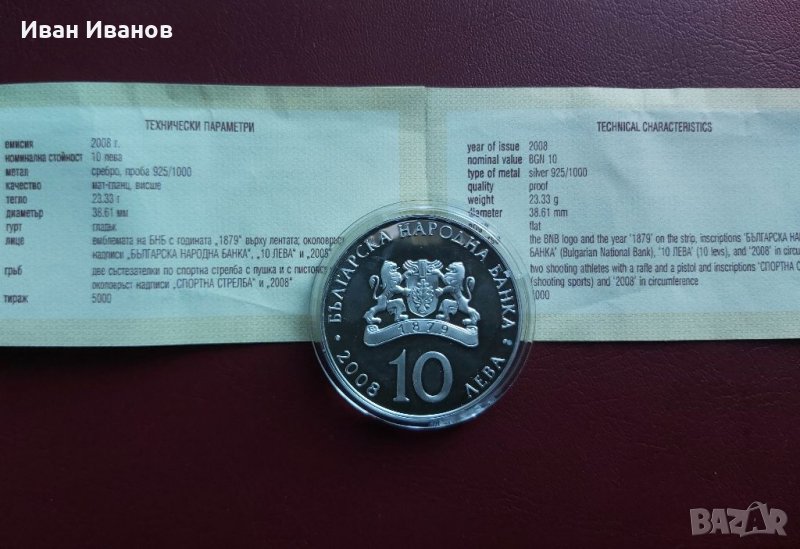 Иван Иванов
ТЕХНИЧЕСКИ ПАРАМЕТРИ
емисия 2008 г.
номинална стойност 10 лева
метал сребро, проба 925/1000
качество мат-гланц, висше
тегло 23.33 г
диаметър 38.61 мм
гурт гладък
лице емблемата на БНБ с годината „1879" върху лентата; околовръст
надписи „БЪЛГАРСКА НАРОДНА БАНКА", „10 ЛЕВА" и „2008"
гръб две състезатели по спортна стрелба с пушка и с пистолет
околовръст надписи „СПОРТНА СТРЕЛБА" и „2008"
тираж 5000
TECHNICAL CHARACTERISTICS
year of issue 2008
nominal value BGN 10
type of metal silver 925/1000
quality proof
weight 23.33 g
diameter 38.61 mm
flat
the BNB logo and the year '1879' on the strip, inscriptions 'БЪЛГАРСКА НА
БАНКА' (Bulgarian National Bank), '10 ЛЕВА' (10 levs), and '2008' in circum
two shooting athletes with a rafle and a pistol and inscriptions 'СПОРТНА С
(shooting sports) and '2008' in circumference
000
БЪЛГАРСКА НАРОДНА БАНКА
1879
2008
10
ЛЕВА
BAZAR